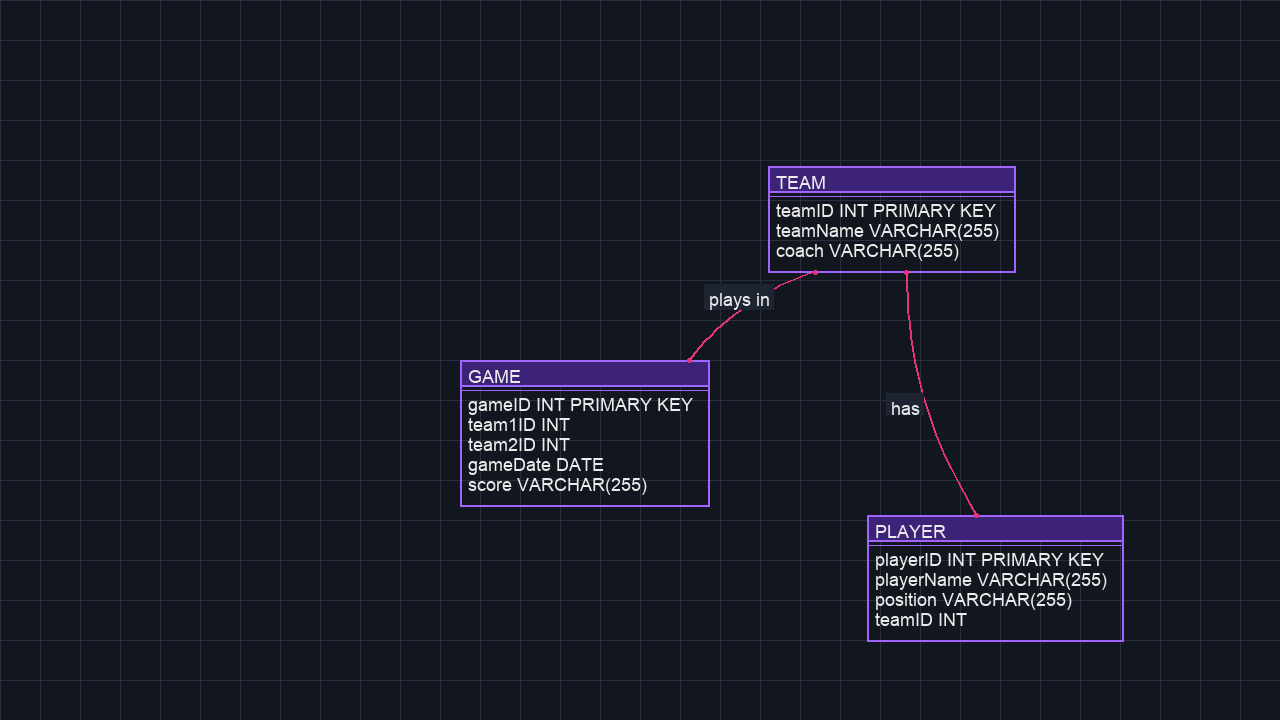 TEAM
teamID INT PRIMARY KEY
teamName VARCHAR(255)
coach VARCHAR(255)
plays in
GAME
gameID INT PRIMARY KEY
team1ID INT
team2ID INT
gameDate DATE
score VARCHAR(255)
has
PLAYER
playerID INT PRIMARY KEY
playerName VARCHAR(255)
position VARCHAR(255)
teamID INT